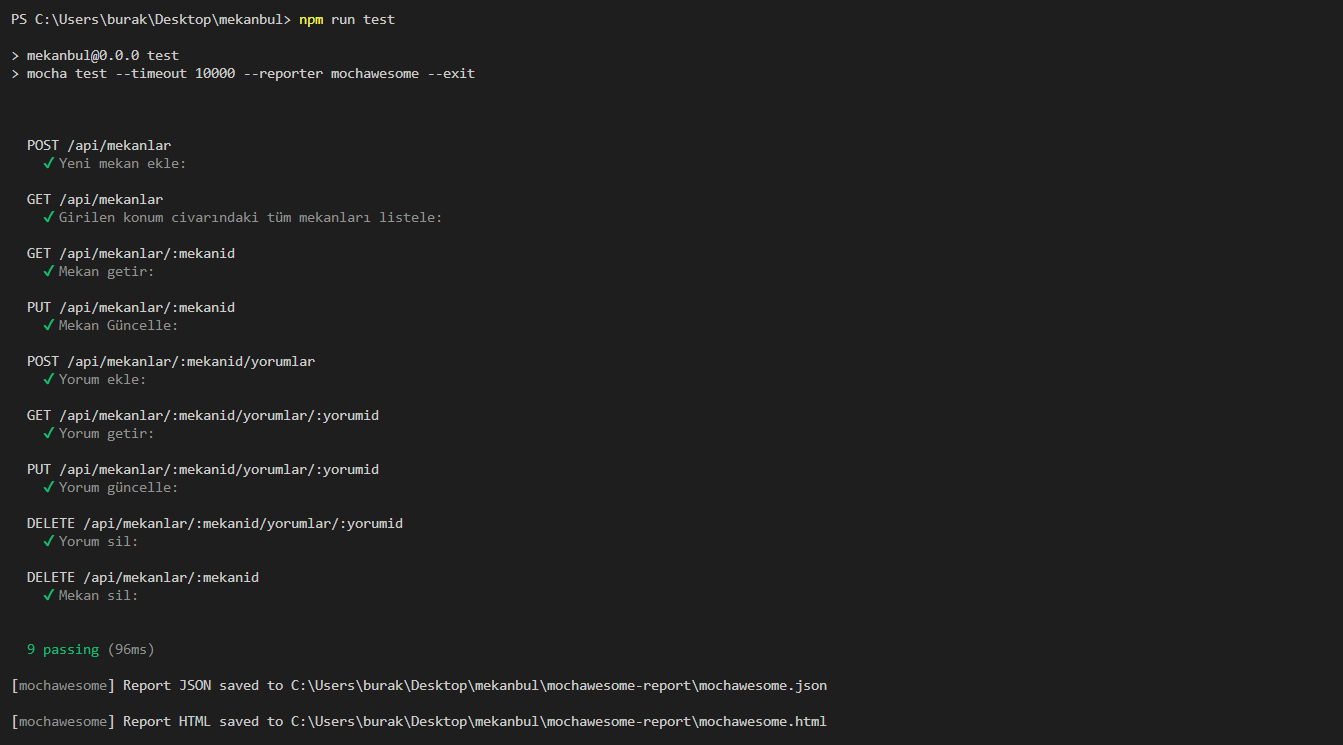 PS C:\Users\burak\Desktop\mekanbul> npm run test
> mekanbul@0.0.0 test
> mocha test --timeout 10000 --reporter mochawesome --exit
POST /api/mekanlar
✓ Yeni mekan ekle:
GET /api/mekanlar
✓ Girilen konum civarındaki tüm mekanları listele:
GET /api/mekanlar/:mekanid
✓ Mekan getir:
PUT /api/mekanlar/:mekanid
✓ Mekan Güncelle:
POST /api/mekanlar/:mekanid/yorumlar
✓ Yorum ekle:
GET /api/mekanlar/:mekanid/yorumlar/:yorumid
✓ Yorum getir:
PUT /api/mekanlar/:mekanid/yorumlar/:yorumid
✓ Yorum güncelle:
DELETE /api/mekanlar/:mekanid/yorumlar/:yorumid
✓ Yorum sil:
DELETE /api/mekanlar/:mekanid
✓ Mekan sil:
9 passing (96ms)
[mochawesome] Report JSON saved to C:\Users\burak\Desktop\mekanbul\mochawesome-report\mochawesome.json
[mochawesome] Report HTML saved to C:\Users\burak\Desktop\mekanbul\mochawesome-report\mochawesome.html